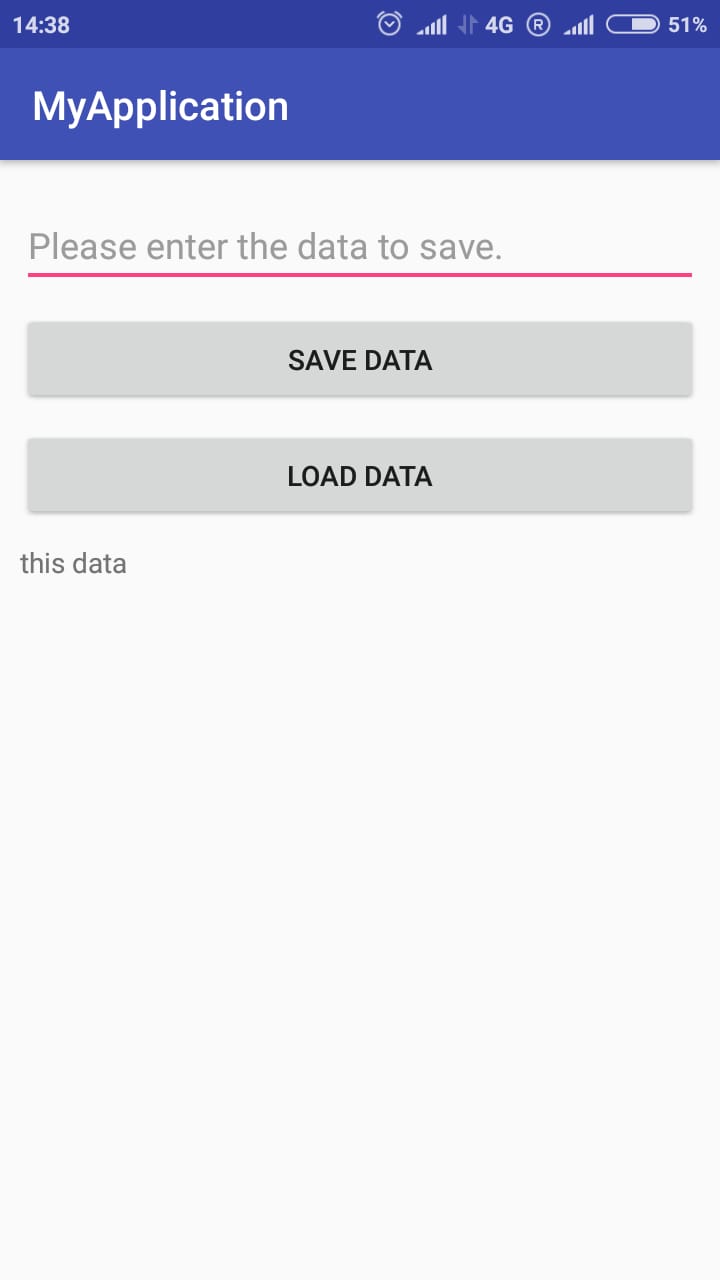 14:38 4G R 51%
MyApplication
Please enter the data to save.
SAVE DATA
LOAD DATA
this data